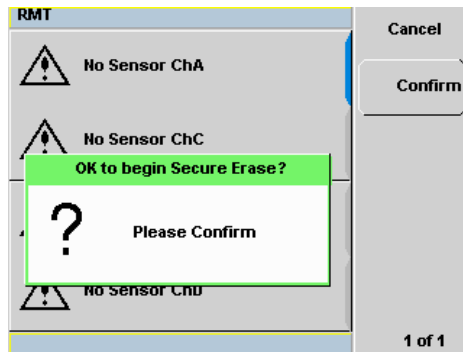 RMT
Cancel
No Sensor ChA
Confirm
No Sensor ChC
OK to begin Secure Erase?
Please Confirm
No Sensor ChD
1 of 1